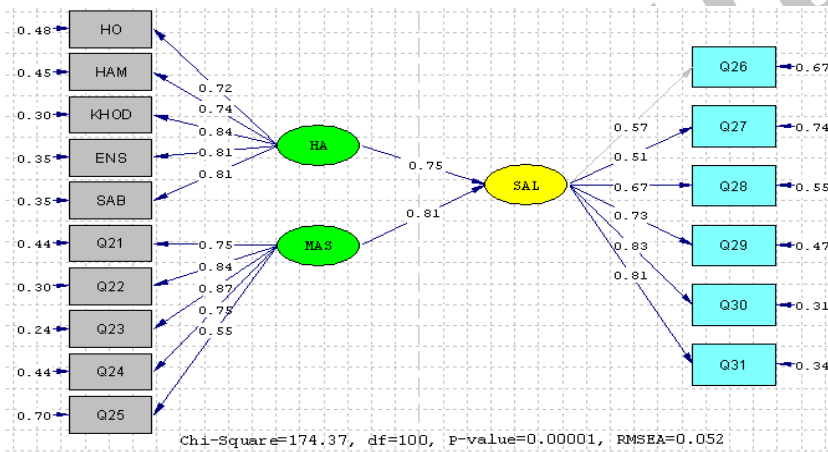 0.48 HO
0.45 HAM
0.30 KHOD
0.35 ENS
0.35 SAB
0.44 Q21
0.30 Q22
0.24 Q23
0.44 Q24
0.70 Q25
0.72
0.74
0.84
0.81
0.81
HA
0.75
0.84
0.87
0.75
0.55
MAS
0.75
0.81
SAL
0.57
0.51
0.67
0.73
0.83
0.81
Q26 0.67
Q27 0.74
Q28 0.55
Q29 0.47
Q30 0.31
Q31 0.34
Chi-Square=174.37, df=100, P-value=0.00001, RMSEA=0.052